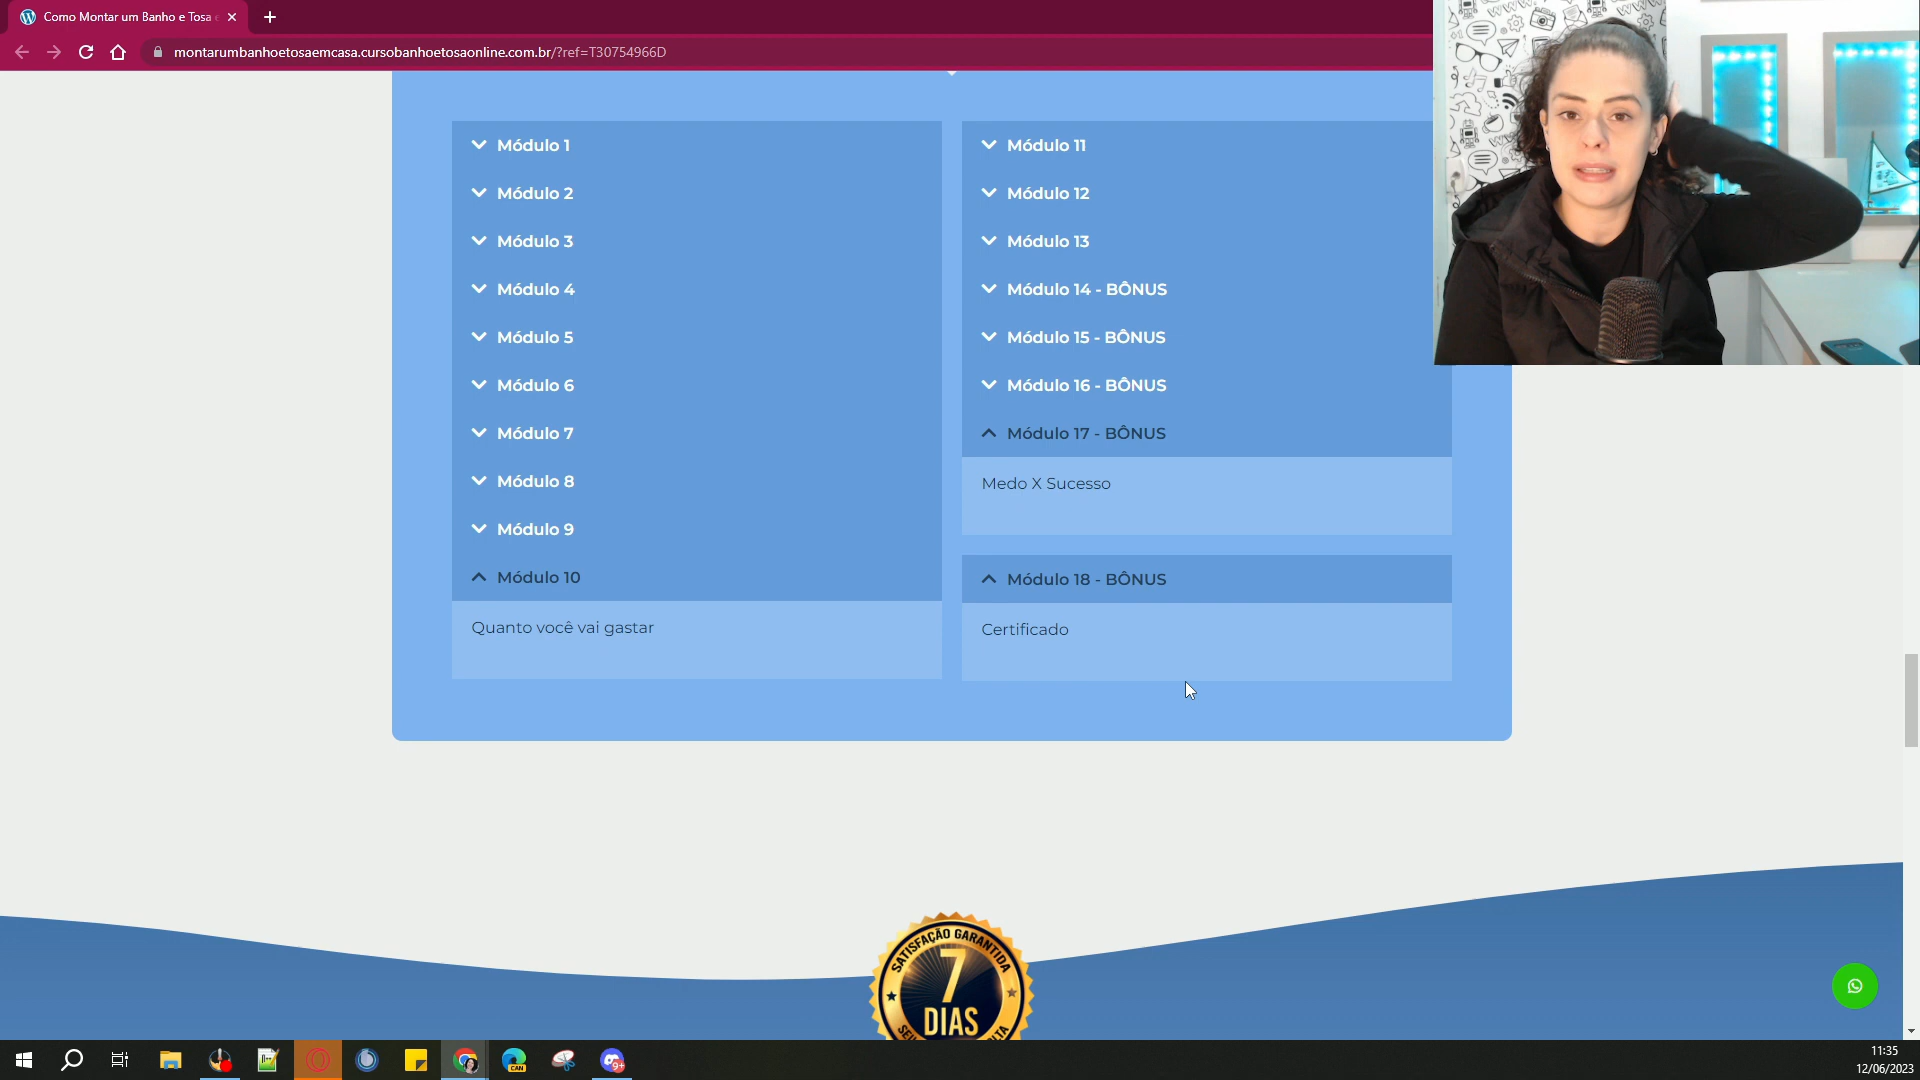 Como Montar um Banho e Tosa e
montarumbanhoetosaemcasa.cursobanhoetosaonline.com.br/?ref=T30754966D
Módulo 1
Módulo 2
Módulo 3
Módulo 4
Módulo 5
Módulo 6
Módulo 7
Módulo 8
Módulo 9
Módulo 10
Quanto você vai gastar
Módulo 11
Módulo 12
Módulo 13
Módulo 14 - BÔNUS
Módulo 15 - BÔNUS
Módulo 16 - BÔNUS
Módulo 17 - BÔNUS
Medo X Sucesso
Módulo 18 - BÔNUS
Certificado
SATISFAÇÃO GARANTIDA
7
DIAS
CAN
9+
11:35
12/06/2023